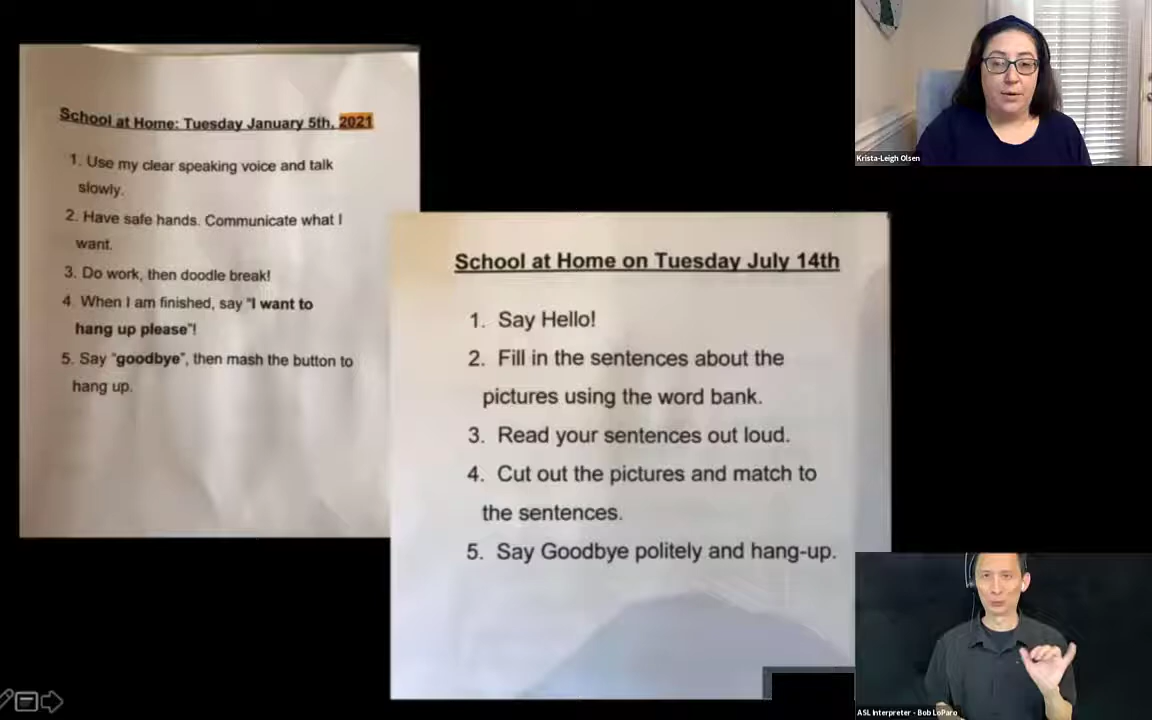 School at Home: Tuesday January 5th, 2021
1. Use my clear speaking voice and talk
slowly.
2. Have safe hands. Communicate what I
want.
3. Do work, then doodle break!
4. When I am finished, say "I want to
hang up please"!
5. Say "goodbye", then mash the button to
hang up.
School at Home on Tuesday July 14th
1. Say Hello!
2. Fill in the sentences about the
pictures using the word bank.
3. Read your sentences out loud.
4. Cut out the pictures and match to
the sentences.
5. Say Goodbye politely and hang-up.
Krista-Leigh Olsen
ASL Interpreter - Bob LoParo